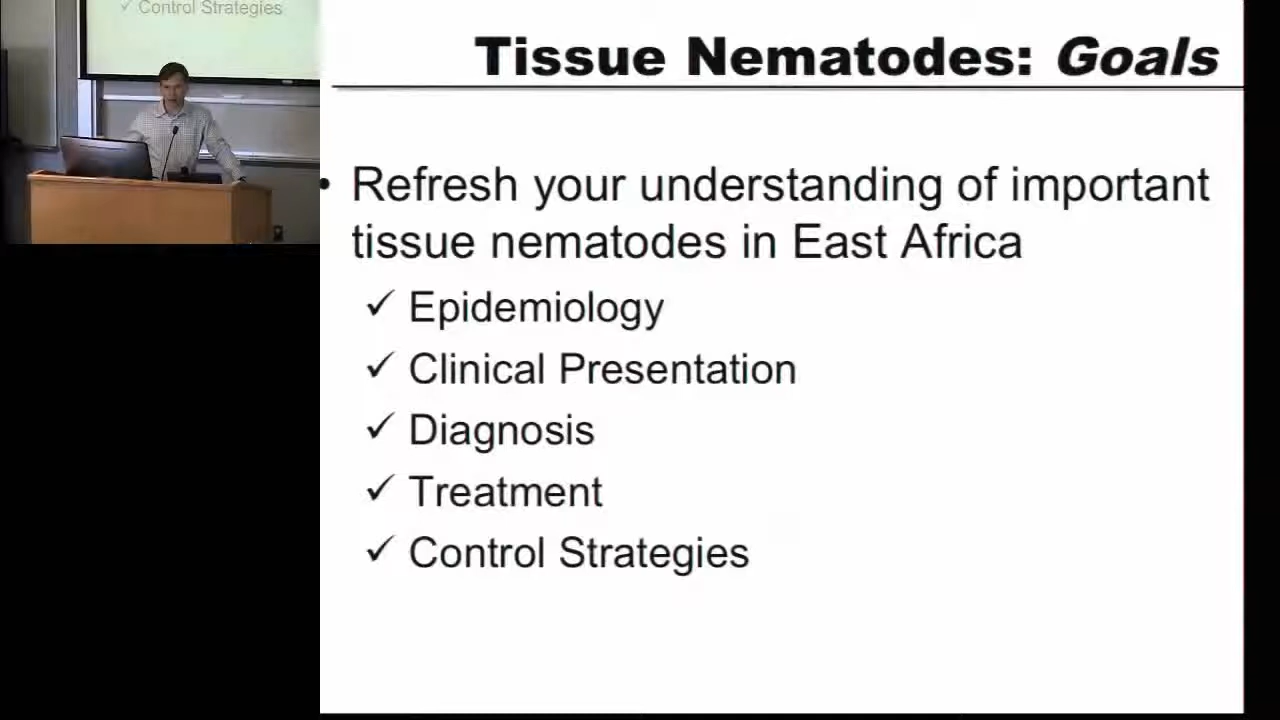 ✓ Control Strategies
Tissue Nematodes: Goals
• Refresh your understanding of important
tissue nematodes in East Africa
✓ Epidemiology
✓ Clinical Presentation
✓ Diagnosis
✓ Treatment
✓ Control Strategies